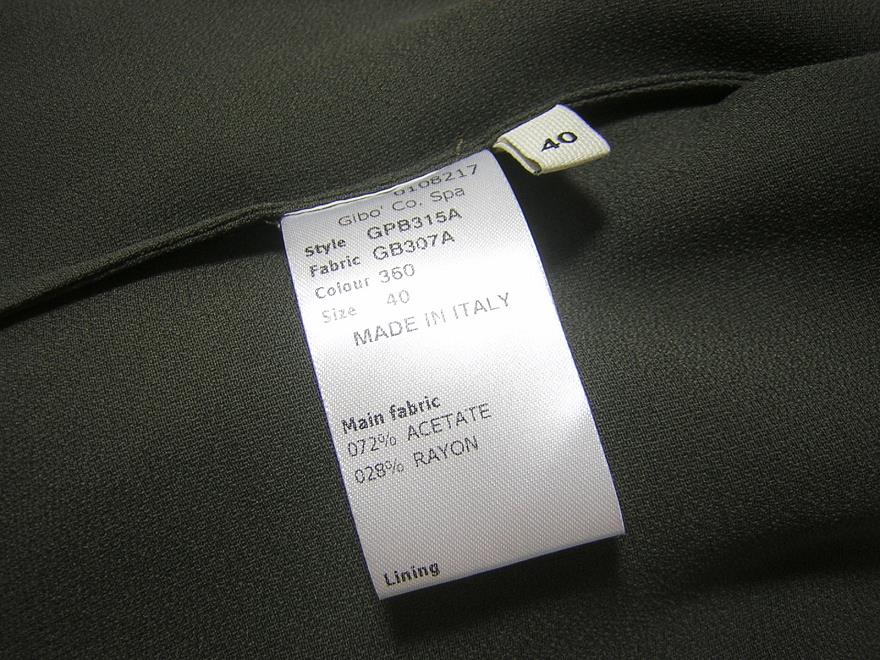 0108217
Gibo' Co. Spa
Style GPB315A
Fabric GB307A
Colour 360
Size 40
MADE IN ITALY
Main fabric
072% ACETATE
028% RAYON
Lining
40